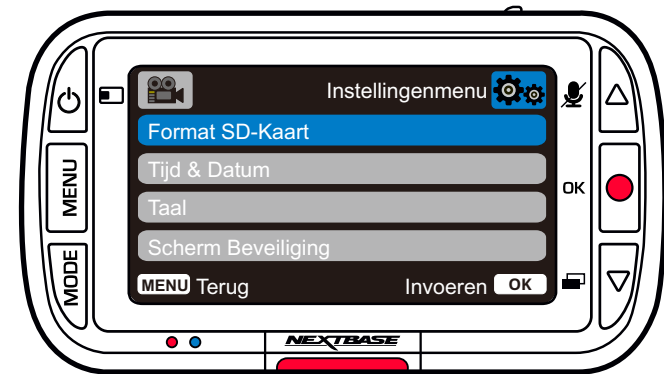 Instellingenmenu
Format SD-Kaart
Tijd & Datum
Taal
Scherm Beveiliging
MENU Terug Invoeren OK
MENU
MODE
OK
NEXTBASE